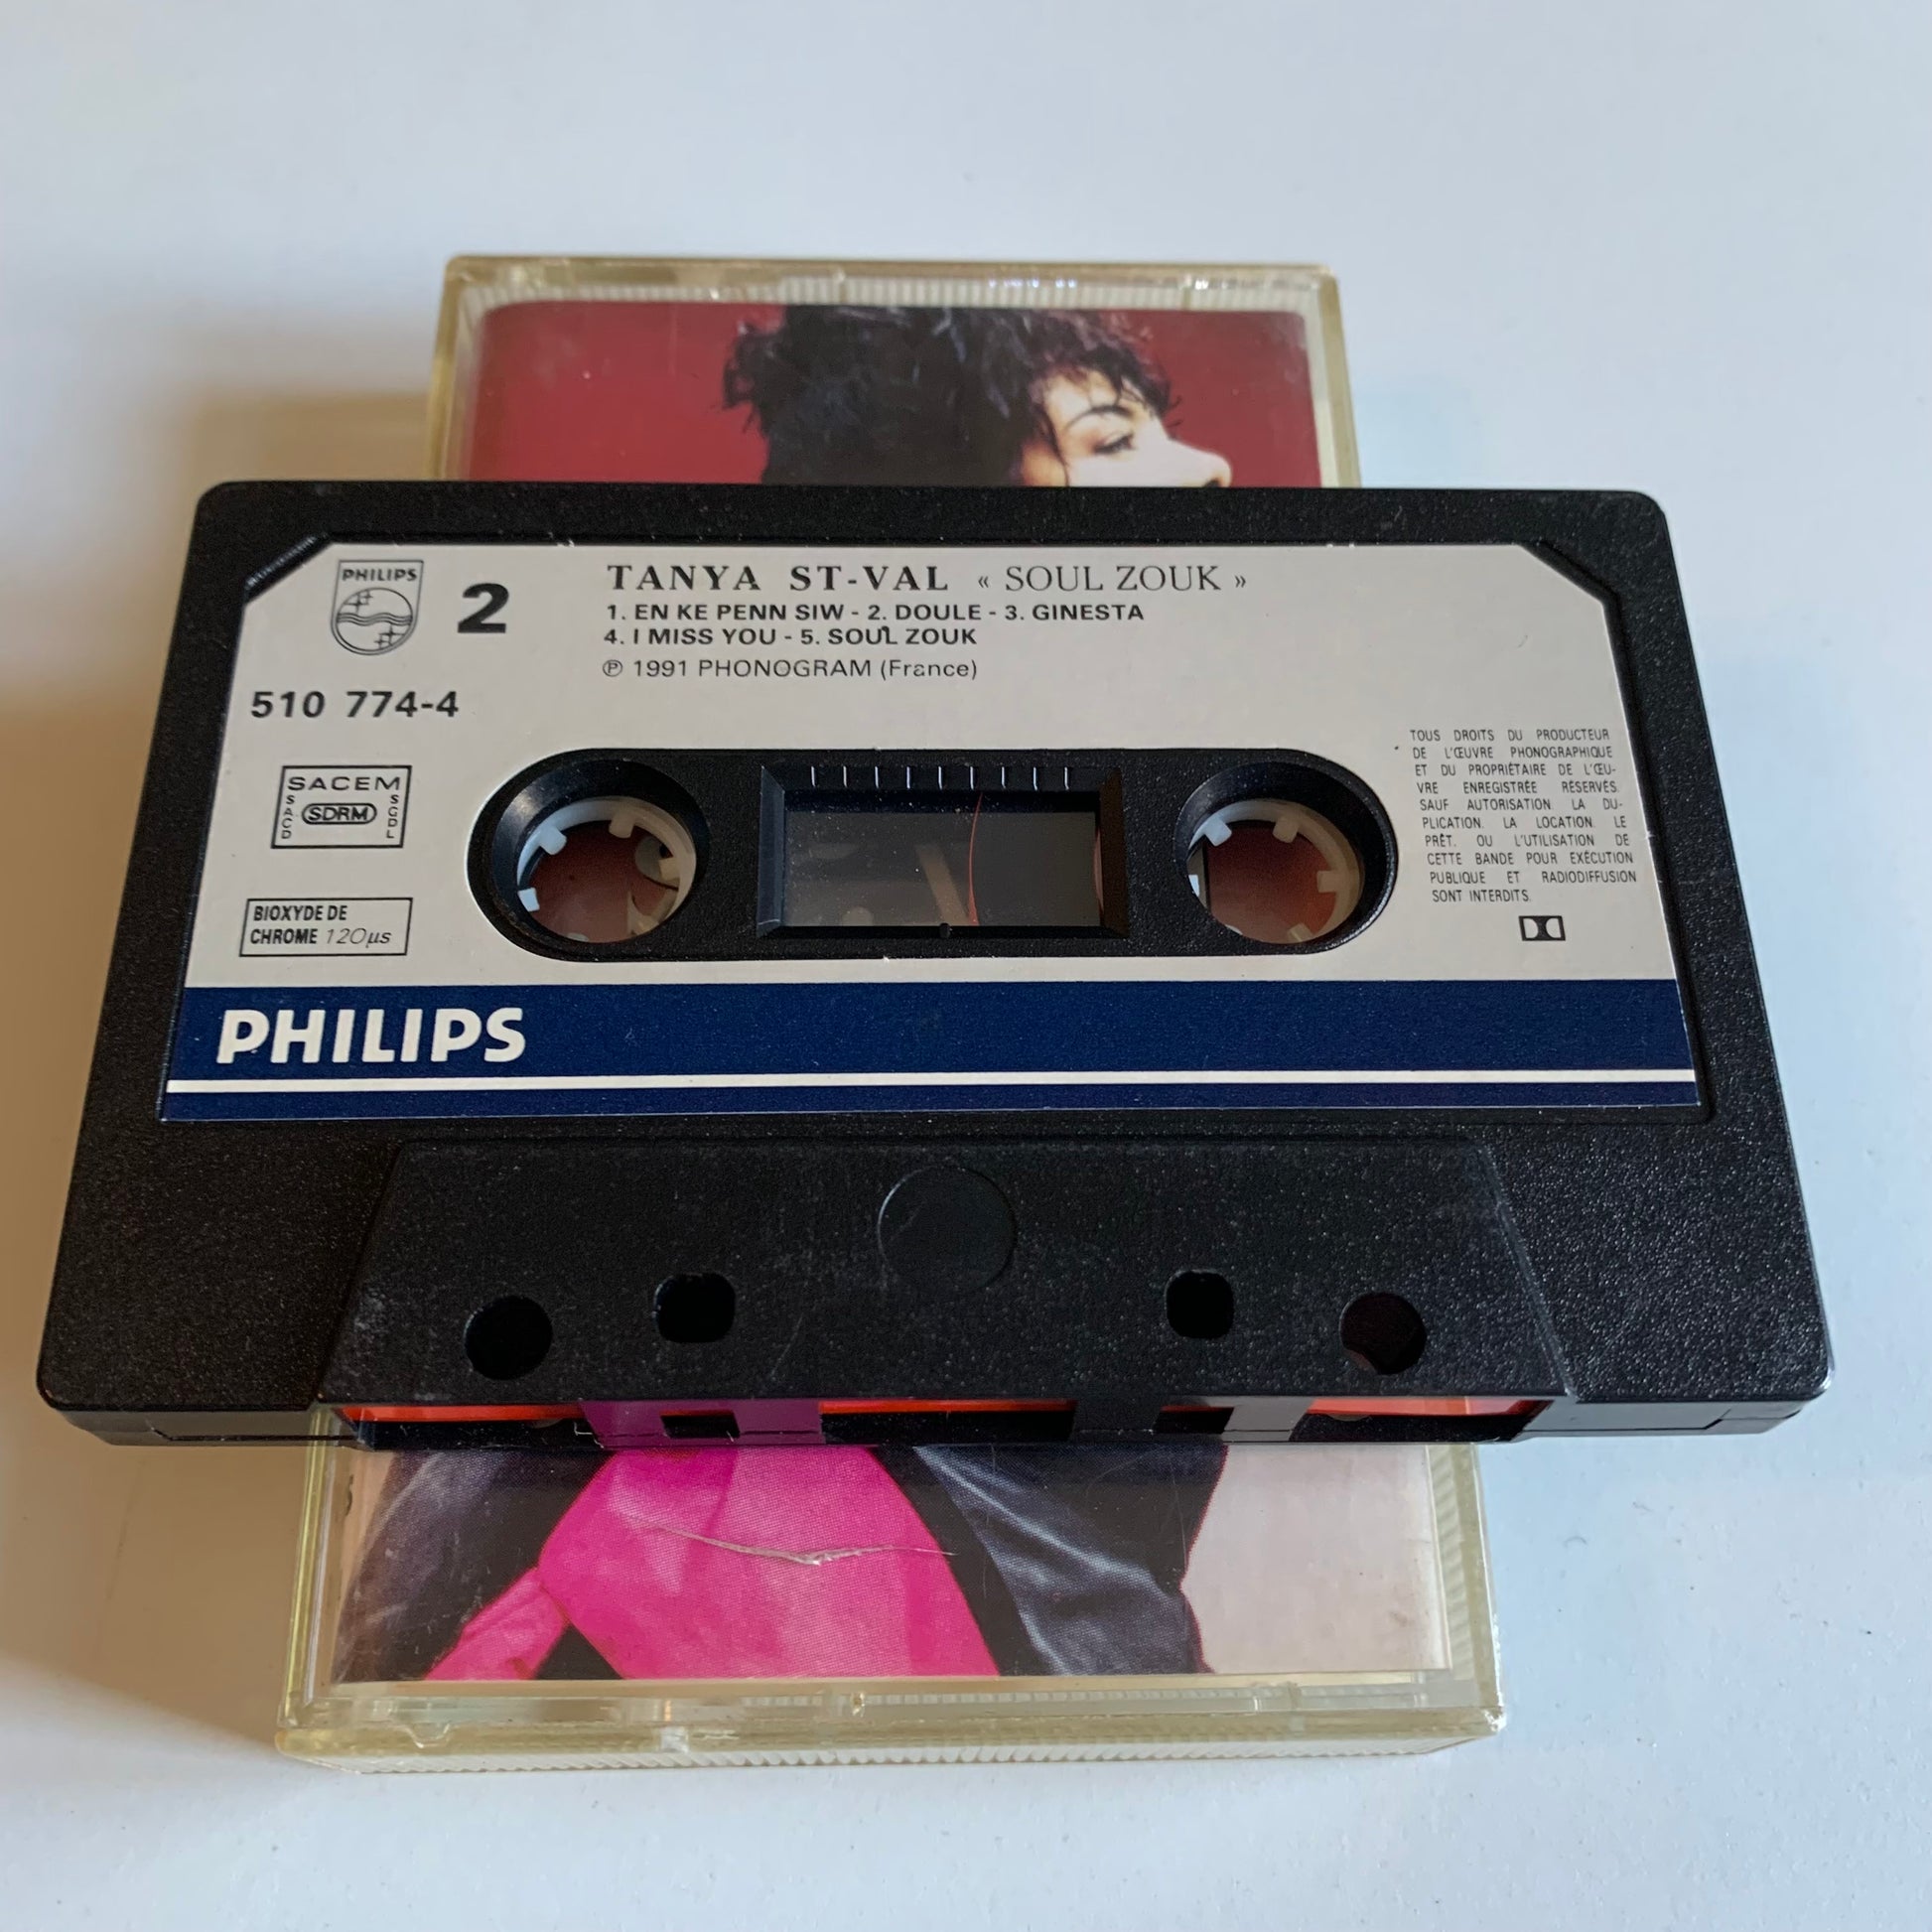 PHILIPS
2
TANYA ST-VAL « SOUL ZOUK »
1. EN KE PENN SIW - 2. DOULE - 3. GINESTA
4. I MISS YOU - 5. SOUL ZOUK
℗ 1991 PHONOGRAM (France)
510 774-4
SACEM
SACD
SDRM
SGDL
BIOXYDE DE
CHROME 120µs
TOUS DROITS DU PRODUCTEUR
DE L'ŒUVRE PHONOGRAPHIQUE
ET DU PROPRIÉTAIRE DE L'ŒU-
VRE ENREGISTRÉE RÉSERVÉS.
SAUF AUTORISATION LA DU-
PLICATION. LA LOCATION. LE
PRÊT. OU L'UTILISATION DE
CETTE BANDE POUR EXÉCUTION
PUBLIQUE ET RADIODIFFUSION
SONT INTERDITS.
PHILIPS